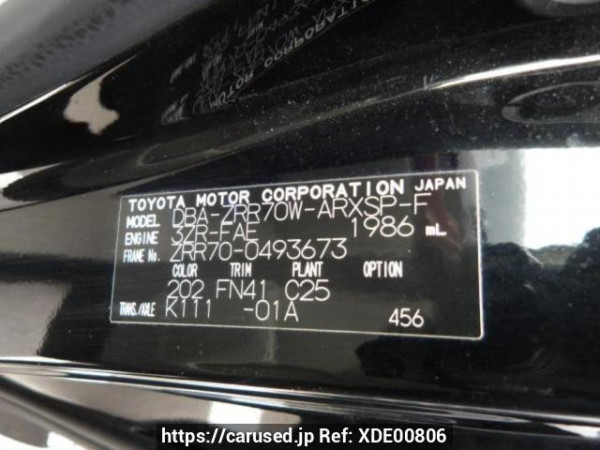 TOYOTA MOTOR CORPORATION JAPAN
MODEL DBA-ZRR70W-ARXSP-F
ENGINE 3ZR-FAE 1986 mL
FRAME No. ZRR70-0493673
COLOR TRIM PLANT OPTION
202 FN41 C25
TRANS./AXLE K111 -01A 456
https://carused.jp Ref: XDE00806